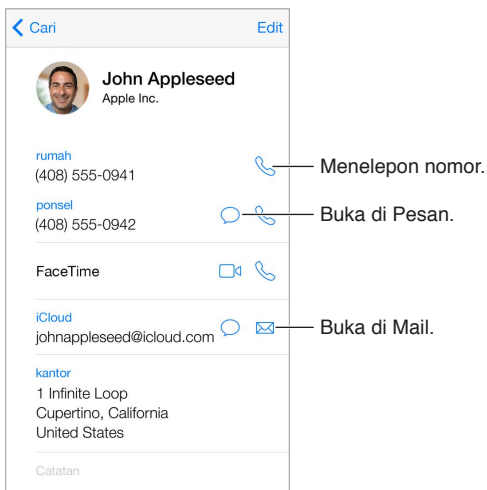 Cari Edit
John Appleseed
Apple Inc.
rumah
(408) 555-0941
Menelepon nomor.
ponsel
(408) 555-0942
Buka di Pesan.
FaceTime
iCloud
johnappleseed@icloud.com
Buka di Mail.
kantor
1 Infinite Loop
Cupertino, California
United States
Catatan